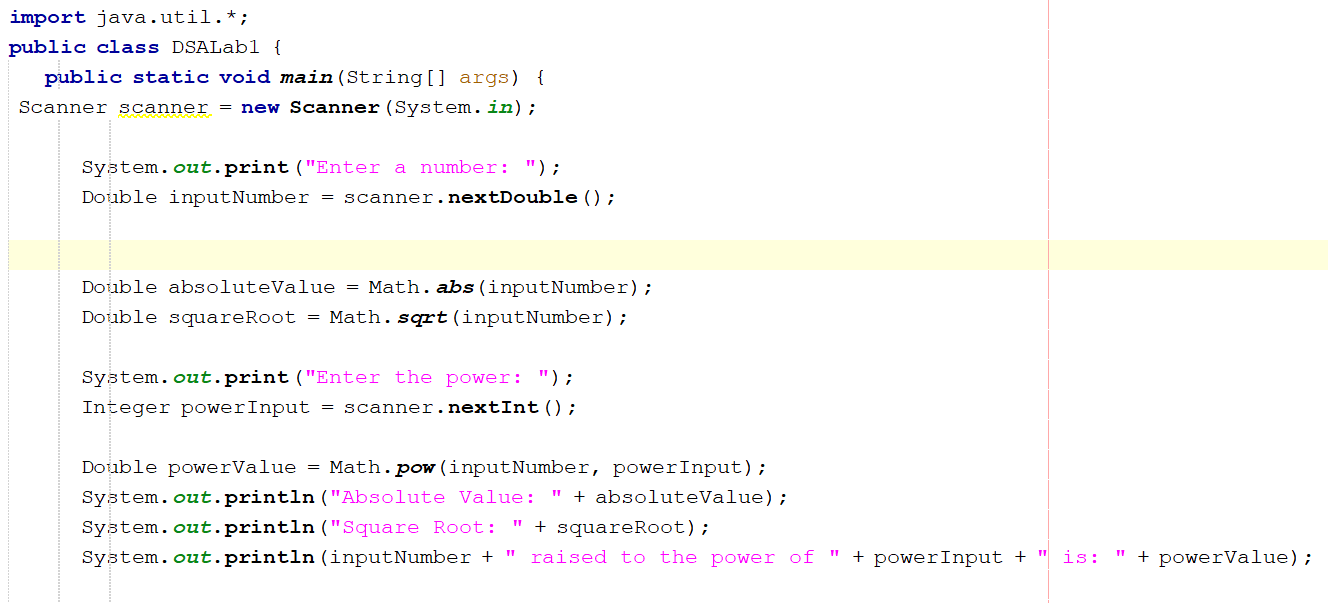 import java.util.*;
public class DSALab1 {
public static void main(String[] args) {
Scanner scanner = new Scanner(System.in);
System.out.print("Enter a number: ");
Double inputNumber = scanner.nextDouble();
Double absoluteValue = Math.abs(inputNumber);
Double squareRoot = Math.sqrt(inputNumber);
System.out.print("Enter the power: ");
Integer powerInput = scanner.nextInt();
Double powerValue = Math.pow(inputNumber, powerInput);
System.out.println("Absolute Value: " + absoluteValue);
System.out.println("Square Root: " + squareRoot);
System.out.println(inputNumber + " raised to the power of " + powerInput + " is: " + powerValue);